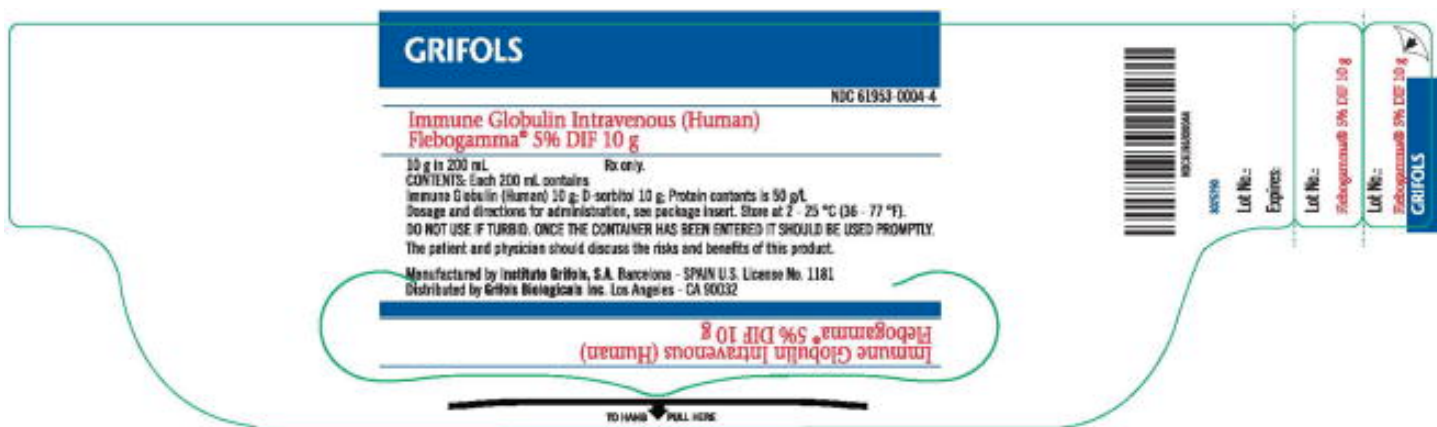 GRIFOLS
NDC 61953-0004-4
Immune Globulin Intravenous (Human)
Flebogamma® 5% DIF 10 g
10 g in 200 mL Rx only.
CONTENTS: Each 200 mL contains
Immune Globulin (Human) 10 g; D-sorbitol 10 g; Protein contents is 50 g/L
Dosage and directions for administration, see package insert. Store at 2 - 25 °C (36 - 77 °F).
DO NOT USE IF TURBID. ONCE THE CONTAINER HAS BEEN ENTERED IT SHOULD BE USED PROMPTLY.
The patient and physician should discuss the risks and benefits of this product.
Manufactured by Instituto Grifols, S.A. Barcelona - SPAIN U.S. License No. 1181
Distributed by Grifols Biologicals Inc. Los Angeles - CA 90032
Immune Globulin Intravenous (Human)
Flebogamma® 5% DIF 10 g
TO HANG PULL HERE
Lot No.:
Expires:
Lot No.:
Flebogamma® 5% DIF 10 g
Lot No.:
Flebogamma® 5% DIF 10 g
GRIFOLS